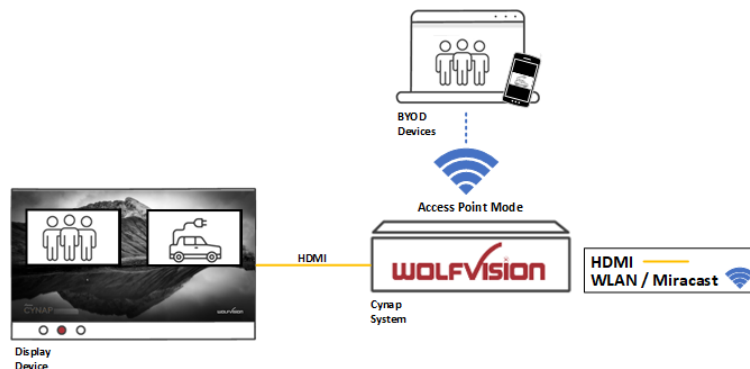 BYOD
Devices
Access Point Mode
HDMI
WOLFVISION
HDMI
WLAN / Miracast
Cynap
System
CYNAP
WOLFVISION
Display
Device